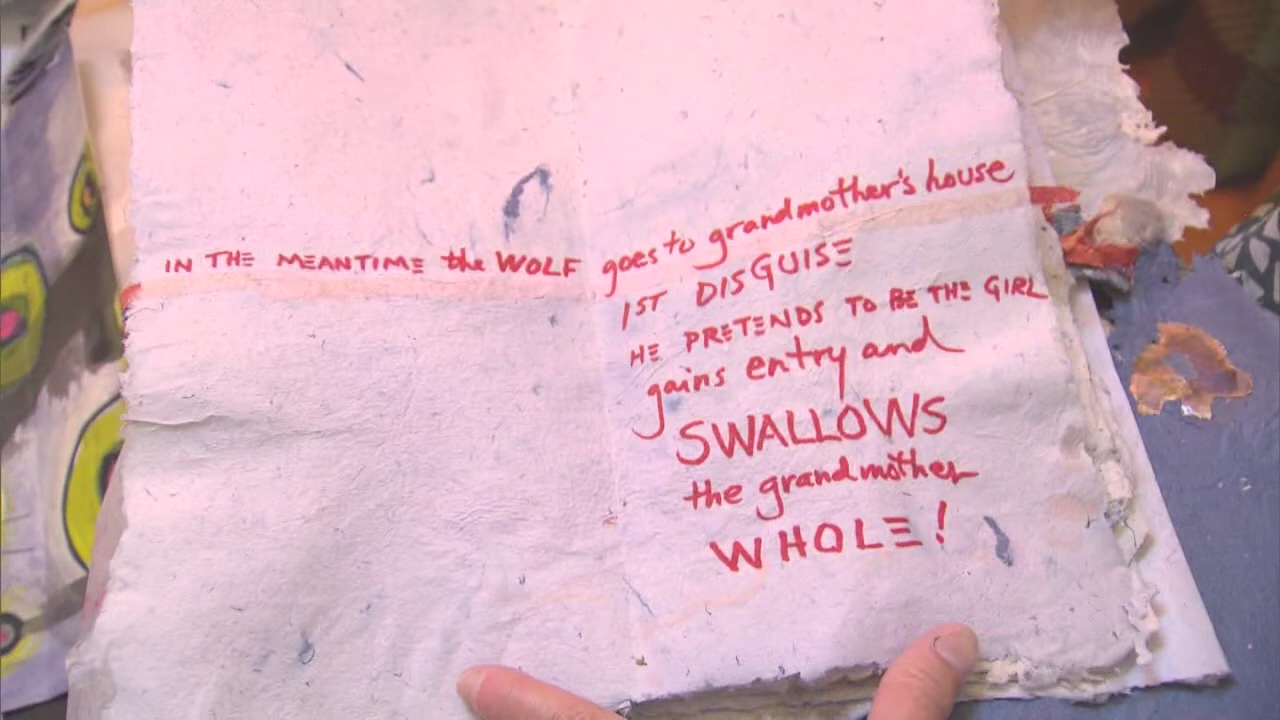 IN THE MEANTIME the WOLF goes to grandmother's house
1ST DISGUISE
HE PRETENDS TO BE THE GIRL
gains entry and
SWALLOWS
the grandmother
WHOLE!